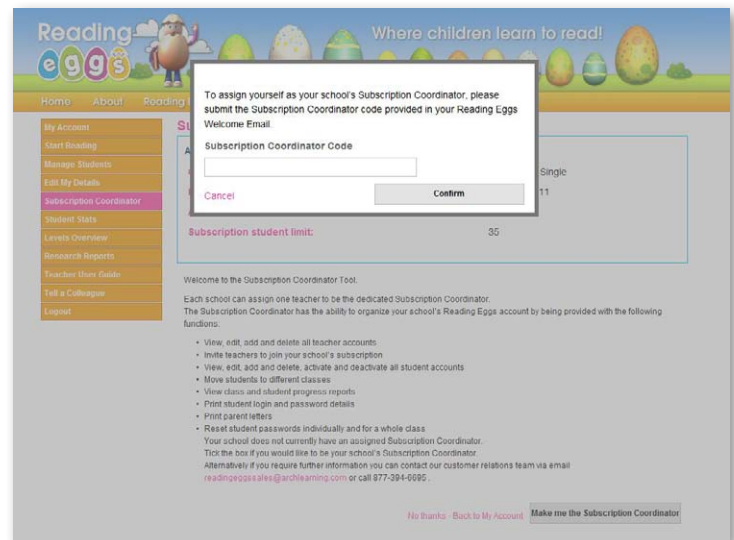 Reading eggs
Where children learn to read!
Home About Reading
To assign yourself as your school's Subscription Coordinator, please
submit the Subscription Coordinator code provided in your Reading Eggs
Welcome Email.
Subscription Coordinator Code
Cancel
Confirm
My Account
Start Reading
Manage Students
Edit My Details
Subscription Coordinator
Student Stats
Levels Overview
Research Reports
Teacher User Guide
Tell a Colleague
Logout
Single
11
Subscription student limit: 35
Welcome to the Subscription Coordinator Tool.
Each school can assign one teacher to be the dedicated Subscription Coordinator.
The Subscription Coordinator has the ability to organize your school's Reading Eggs account by being provided with the following
functions:
• View, edit, add and delete all teacher accounts
• Invite teachers to join your school's subscription
• View, edit, add and delete, activate and deactivate all student accounts
• Move students to different classes
• View class and student progress reports
• Print student login and password details
• Print parent letters
• Reset student passwords individually and for a whole class
Your school does not currently have an assigned Subscription Coordinator.
Tick the box if you would like to be your school's Subscription Coordinator.
Alternatively if you require further information you can contact our customer relations team via email
readingeggssales@archlearning.com or call 877-394-6695 .
No thanks - Back to My Account
Make me the Subscription Coordinator